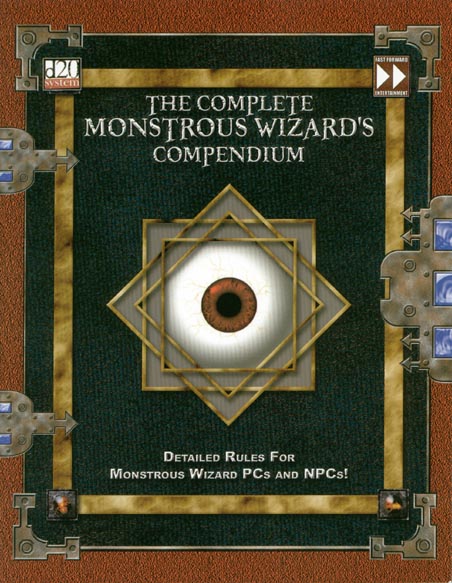 d20
system
FAST FORWARD
ENTERTAINMENT
THE COMPLETE
MONSTROUS WIZARD'S
COMPENDIUM
DETAILED RULES FOR
MONSTROUS WIZARD PCS AND NPCS!